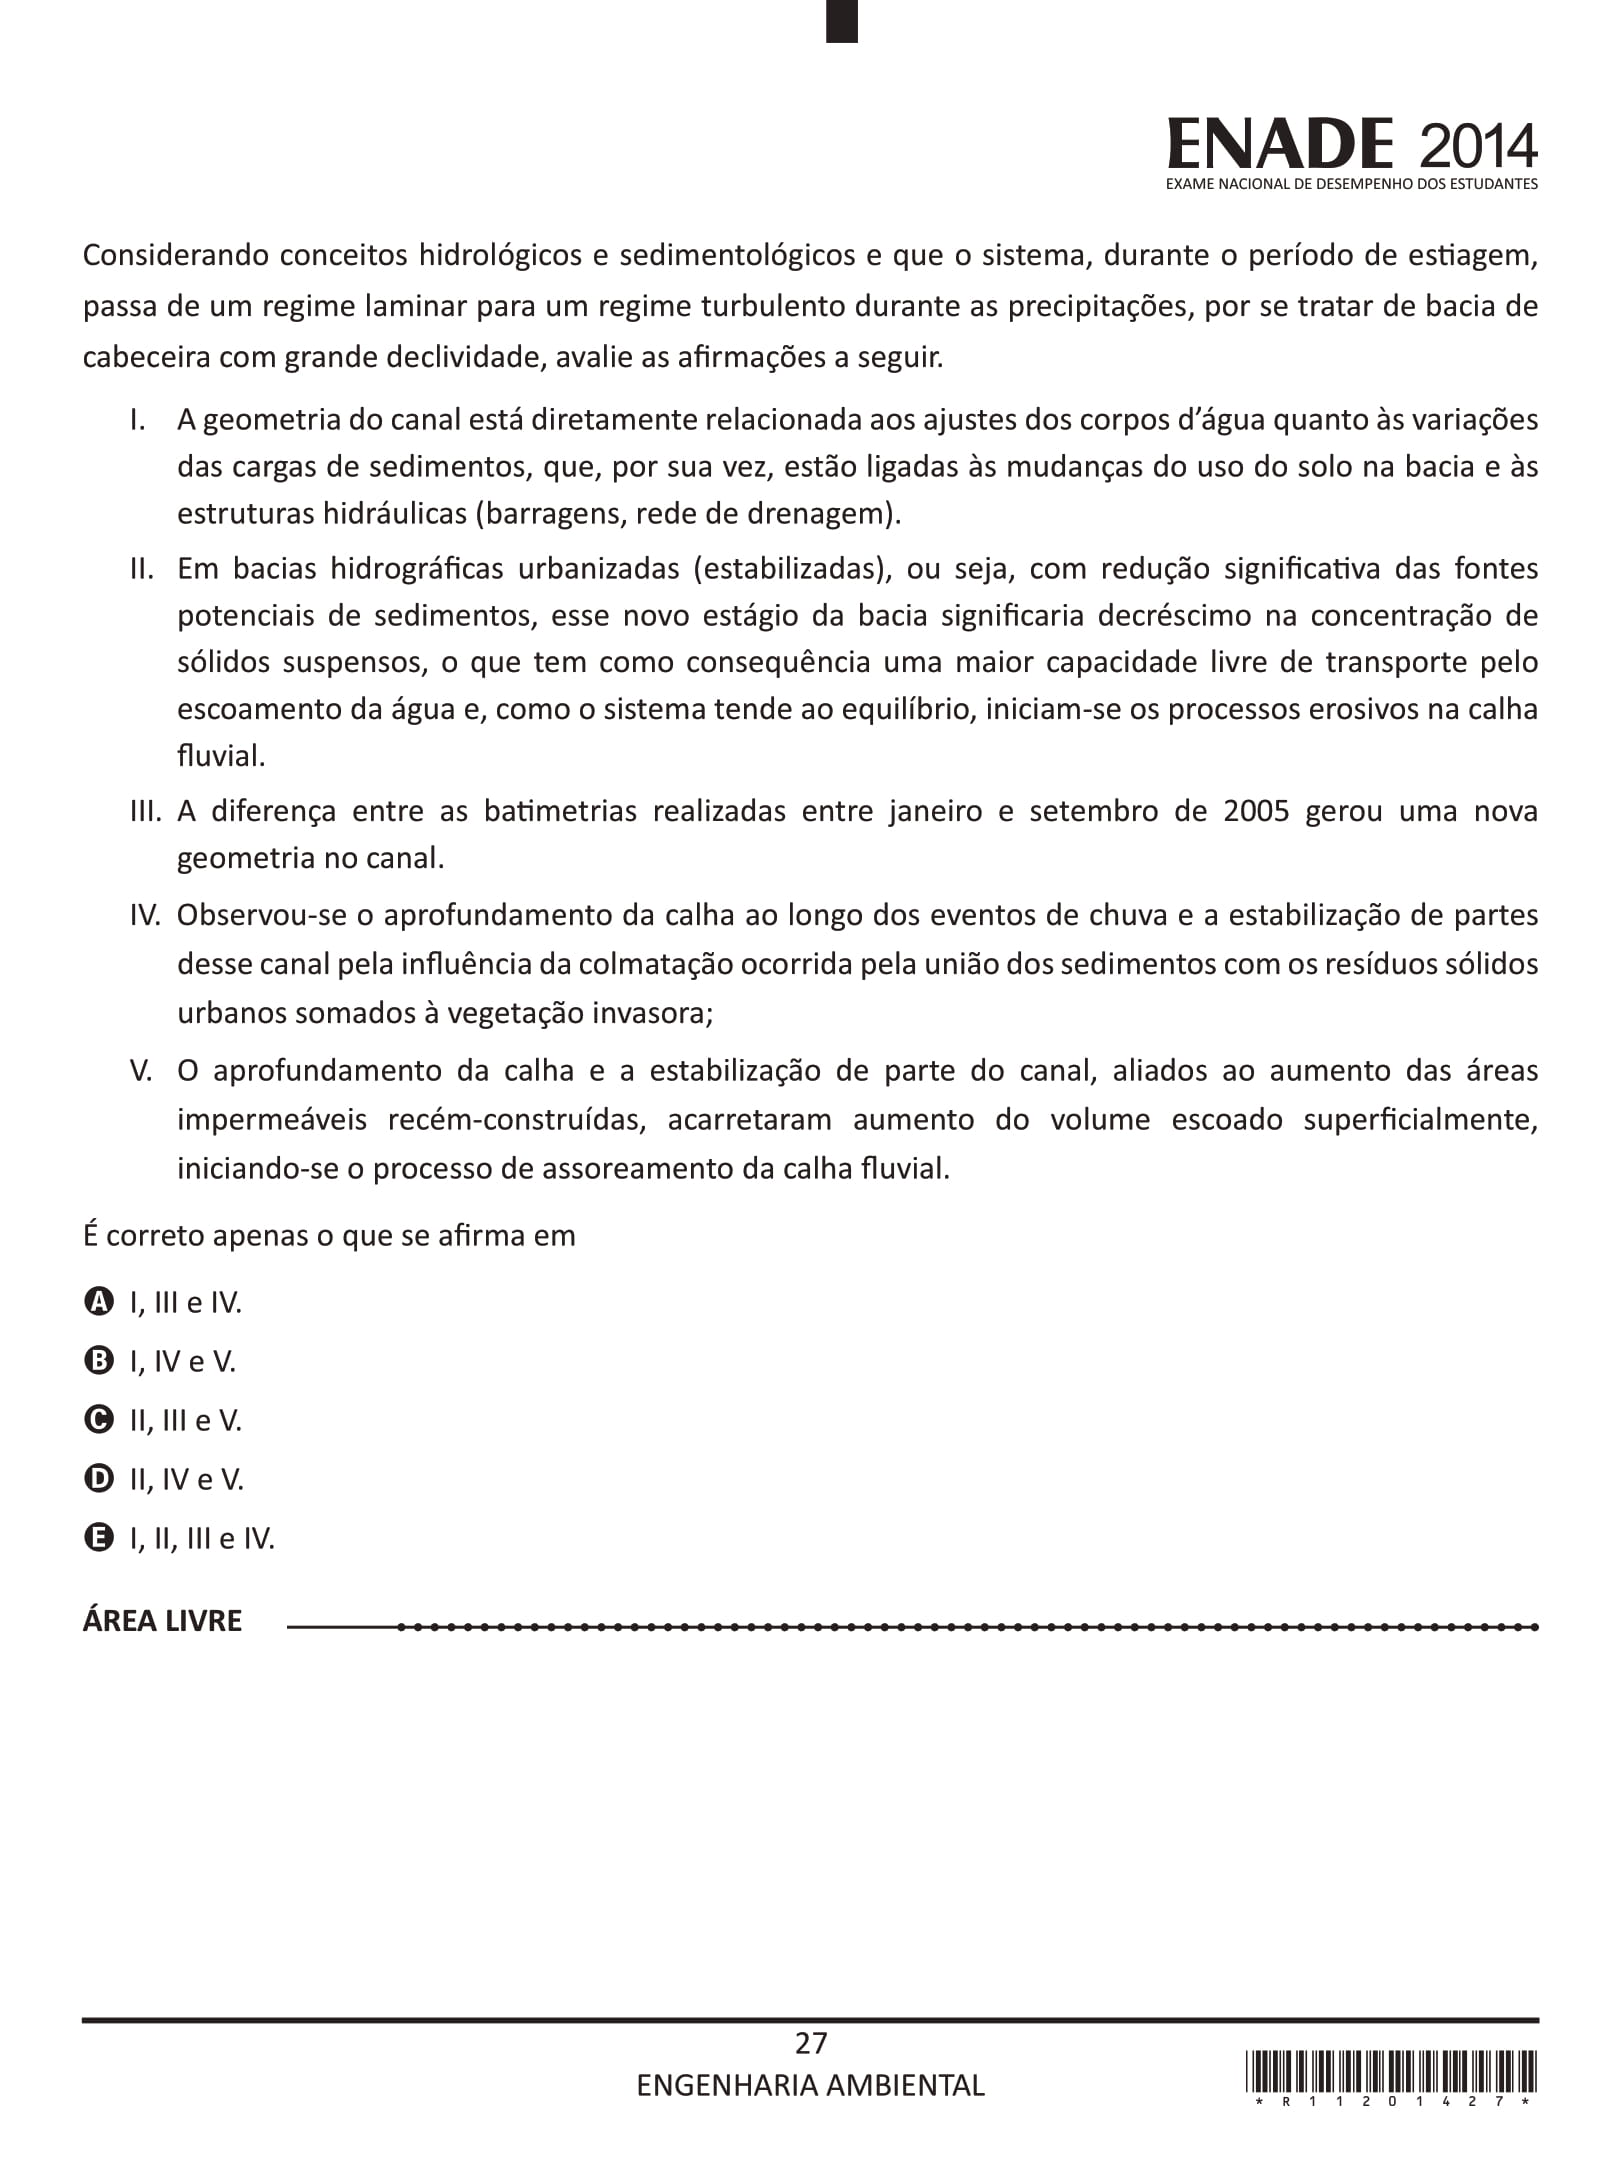 ENADE 2014
EXAME NACIONAL DE DESEMPENHO DOS ESTUDANTES
Considerando conceitos hidrológicos e sedimentológicos e que o sistema, durante o período de estiagem,
passa de um regime laminar para um regime turbulento durante as precipitações, por se tratar de bacia de
cabeceira com grande declividade, avalie as afirmações a seguir.
I. A geometria do canal está diretamente relacionada aos ajustes dos corpos d’água quanto às variações
das cargas de sedimentos, que, por sua vez, estão ligadas às mudanças do uso do solo na bacia e às
estruturas hidráulicas (barragens, rede de drenagem).
II. Em bacias hidrográficas urbanizadas (estabilizadas), ou seja, com redução significativa das fontes
potenciais de sedimentos, esse novo estágio da bacia significaria decréscimo na concentração de
sólidos suspensos, o que tem como consequência uma maior capacidade livre de transporte pelo
escoamento da água e, como o sistema tende ao equilíbrio, iniciam-se os processos erosivos na calha
fluvial.
III. A diferença entre as batimetrias realizadas entre janeiro e setembro de 2005 gerou uma nova
geometria no canal.
IV. Observou-se o aprofundamento da calha ao longo dos eventos de chuva e a estabilização de partes
desse canal pela influência da colmatação ocorrida pela união dos sedimentos com os resíduos sólidos
urbanos somados à vegetação invasora;
V. O aprofundamento da calha e a estabilização de parte do canal, aliados ao aumento das áreas
impermeáveis recém-construídas, acarretaram aumento do volume escoado superficialmente,
iniciando-se o processo de assoreamento da calha fluvial.
É correto apenas o que se afirma em
A I, III e IV.
B I, IV e V.
C II, III e V.
D II, IV e V.
E I, II, III e IV.
ÁREA LIVRE
27
ENGENHARIA AMBIENTAL
*R11201427*